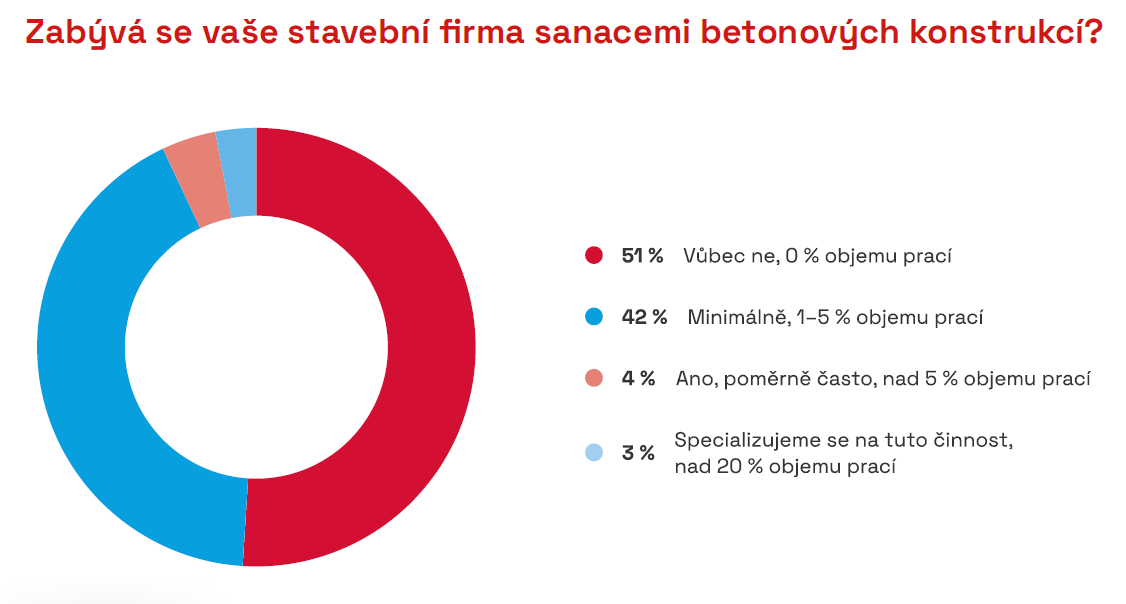 Zabývá se vaše stavební firma sanacemi betonových konstrukcí?
51 % Vůbec ne, 0 % objemu prací
42 % Minimálně, 1–5 % objemu prací
4 % Ano, poměrně často, nad 5 % objemu prací
3 % Specializujeme se na tuto činnost,
nad 20 % objemu prací